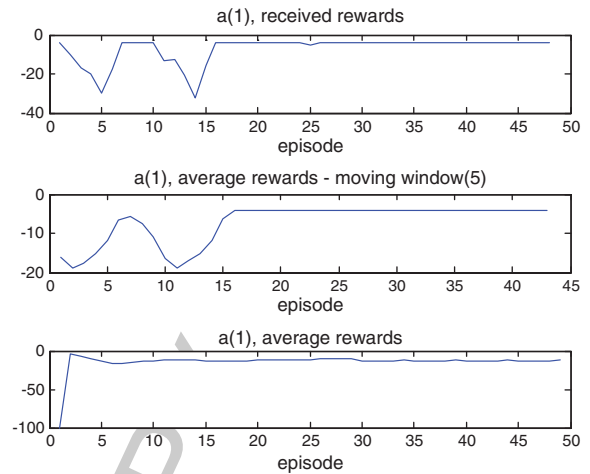 a(1), received rewards
0
-20
-40
0 5 10 15 20 25 30 35 40 45 50
episode
a(1), average rewards - moving window(5)
0
-10
-20
0 5 10 15 20 25 30 35 40 45
episode
a(1), average rewards
0
-50
-100
0 5 10 15 20 25 30 35 40 45 50
episode